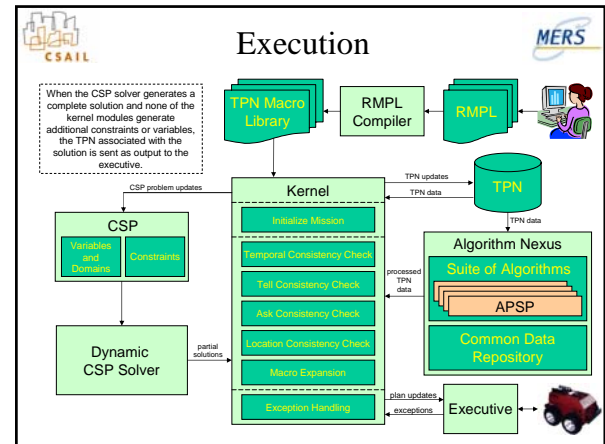 CSAIL
Execution
MERS
When the CSP solver generates a
complete solution and none of the
kernel modules generate
additional constraints or variables,
the TPN associated with the
solution is sent as output to the
executive.
TPN Macro
Library
RMPL
Compiler
RMPL
CSP problem updates
Kernel
TPN updates
TPN data
TPN
TPN data
Initialize Mission
CSP
Variables
and
Domains
Constraints
Temporal Consistency Check
Tell Consistency Check
Ask Consistency Check
Location Consistency Check
Macro Expansion
Exception Handling
processed
TPN
data
Algorithm Nexus
Suite of Algorithms
APSP
Common Data
Repository
Dynamic
CSP Solver
partial
solutions
plan updates
exceptions
Executive